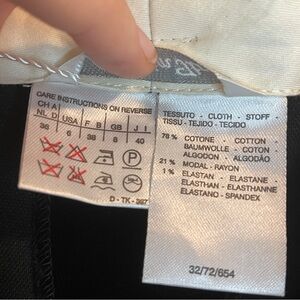 CARE INSTRUCTIONS ON REVERSE
CH A
NL D USA F B GB J I
36 6 38 8 40
P
D - TK - 397
TESSUTO - CLOTH - STOFF -
TISSU - TEJIDO - TECIDO
78 % COTONE - COTTON -
BAUMWOLLE - COTON -
ALGODON - ALGODÃO
21 % MODAL - RAYON
1 % ELASTAN - ELASTANE -
ELASTHAN - ELASTHANNE
ELASTANO - SPANDEX
32/72/654